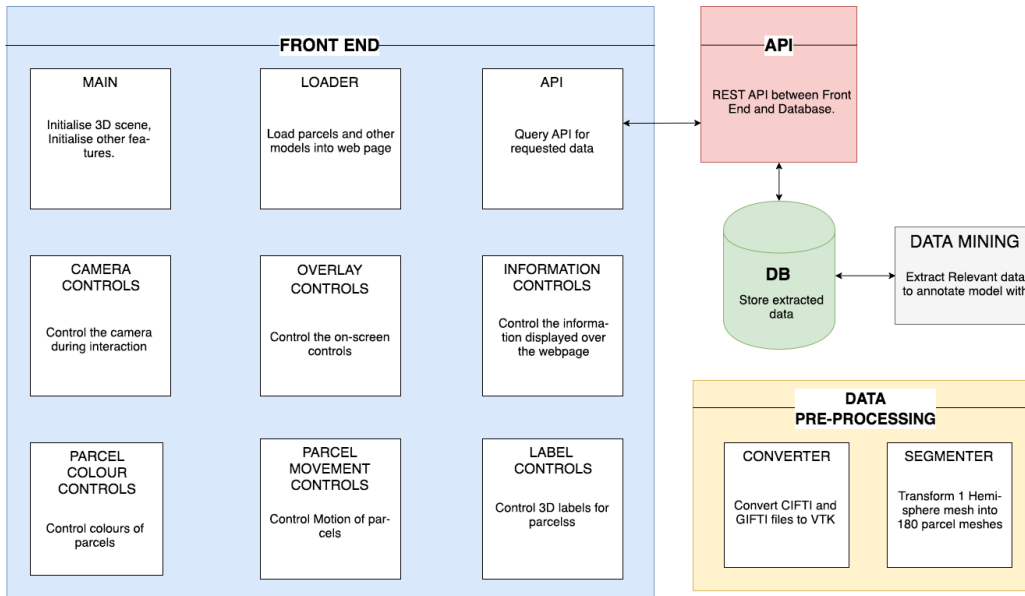 FRONT END
MAIN
Initialise 3D scene,
Initialise other fea-
tures.
LOADER
Load parcels and other
models into web page
API
Query API for
requested data
CAMERA
CONTROLS
Control the camera
during interaction
OVERLAY
CONTROLS
Control the on-screen
controls
INFORMATION
CONTROLS
Control the informa-
tion displayed over
the webpage
PARCEL
COLOUR
CONTROLS
Control colours of
parcels
PARCEL
MOVEMENT
CONTROLS
Control Motion of par-
cels
LABEL
CONTROLS
Control 3D labels for
parcelss
API
REST API between Front
End and Database.
DB
Store extracted
data
DATA MINING
Extract Relevant data
to annotate model with
DATA
PRE-PROCESSING
CONVERTER
Convert CIFTI and
GIFTI files to VTK
SEGMENTER
Transform 1 Hemi-
sphere mesh into
180 parcel meshes